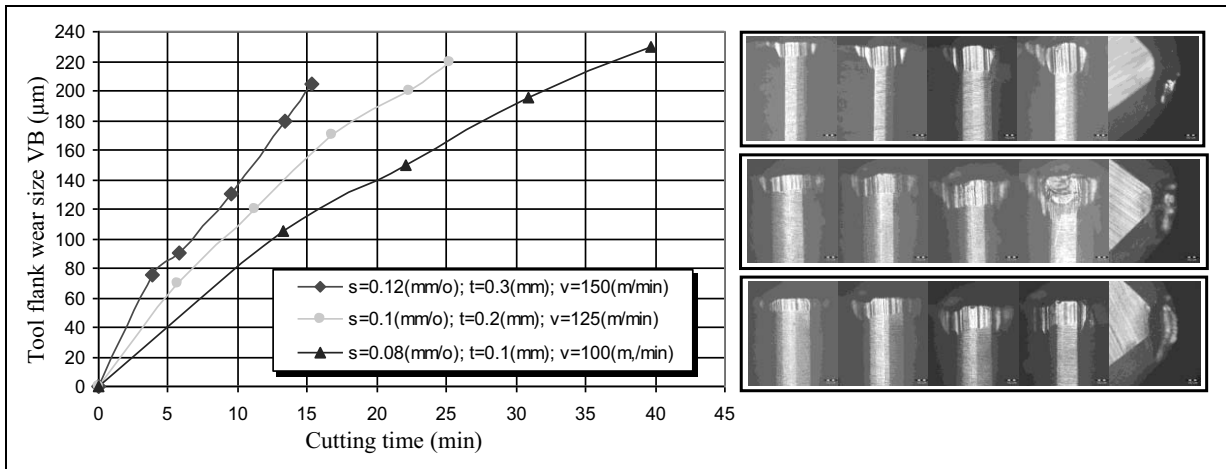 240
220
200
180
160
140
120
100
80
60
40
20
0
Tool flank wear size VB (µm)
s=0.12(mm/o); t=0.3(mm); v=150(m/min)
s=0.1(mm/o); t=0.2(mm); v=125(m/min)
s=0.08(mm/o); t=0.1(mm); v=100(m,/min)
0 5 10 15 20 25 30 35 40 45
Cutting time (min)